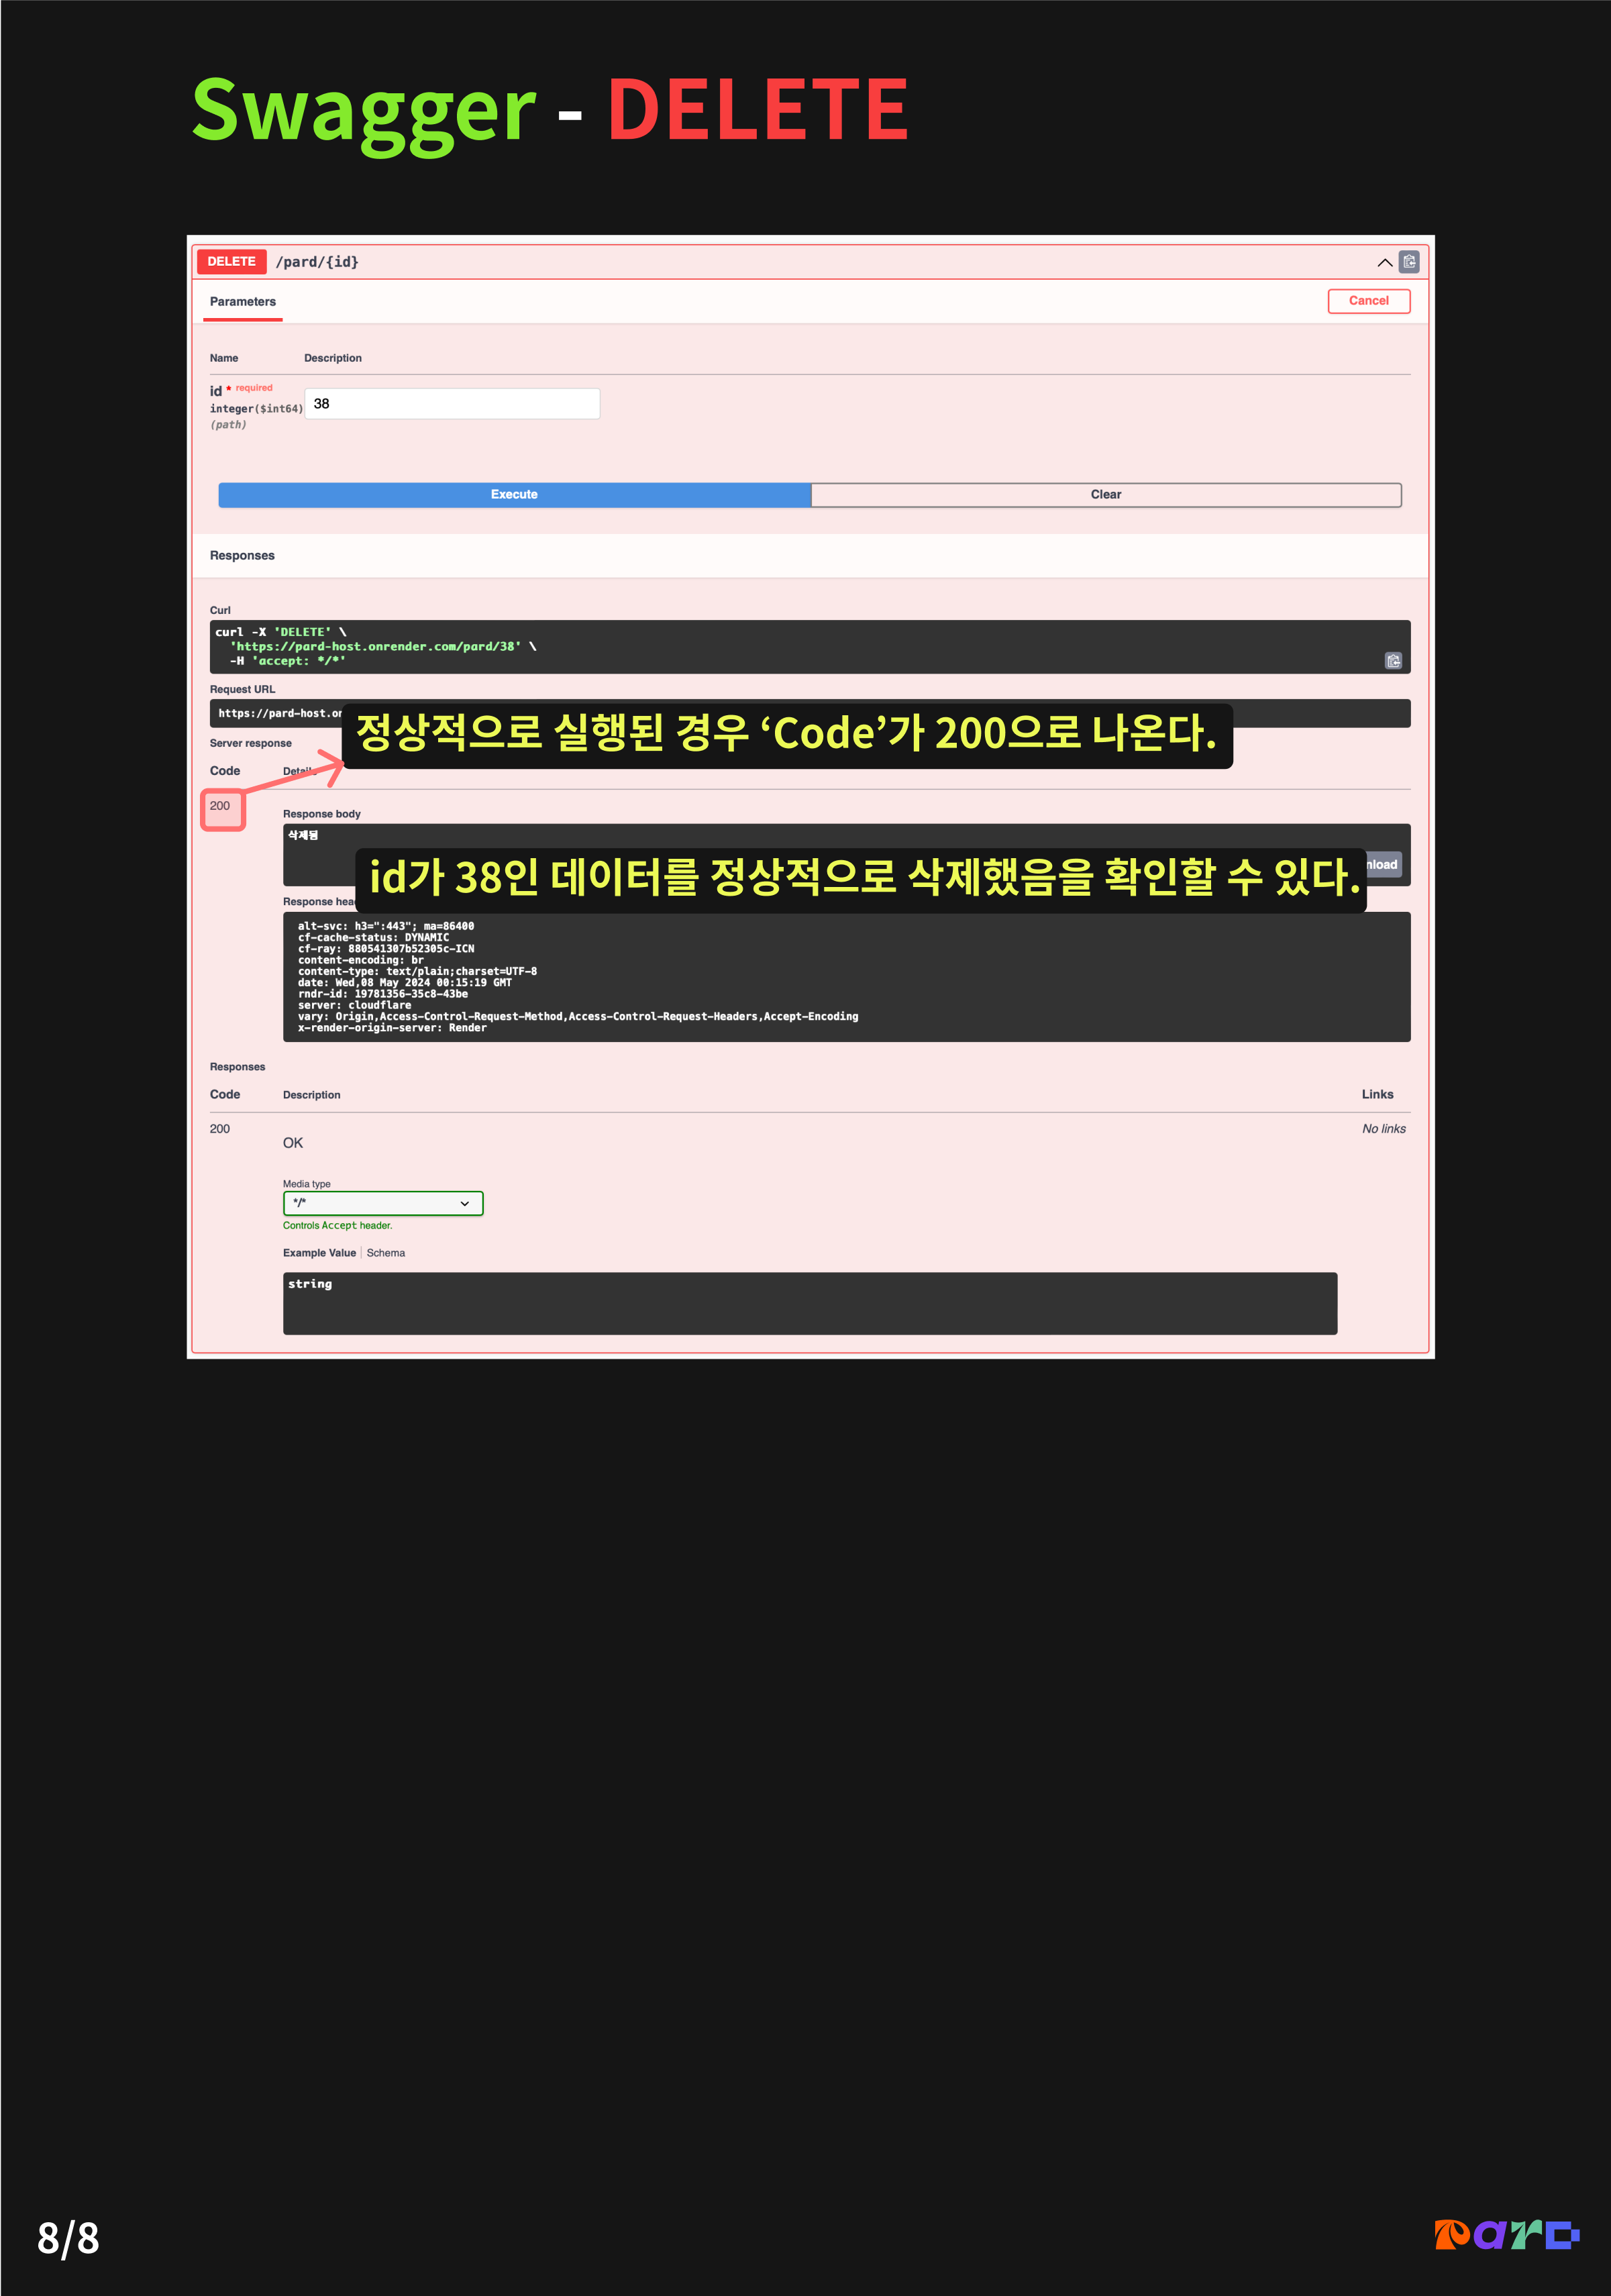 Swagger - DELETE
DELETE /pard/{id}
Parameters
Cancel
Name Description
id * required
integer($int64)
(path)
38
Execute Clear
Responses
Curl
curl -X 'DELETE' \
'https://pard-host.onrender.com/pard/38' \
-H 'accept: */*'
Request URL
https://pard-host.or
정상적으로 실행된 경우 ‘Code’가 200으로 나온다.
Server response
Code Details
200
Response body
삭제됨
nload
id가 38인 데이터를 정상적으로 삭제했음을 확인할 수 있다.
Response hea
alt-svc: h3=":443"; ma=86400
cf-cache-status: DYNAMIC
cf-ray: 880541307b52305c-ICN
content-encoding: br
content-type: text/plain;charset=UTF-8
date: Wed,08 May 2024 00:15:19 GMT
rndr-id: 19781356-35c8-43be
server: cloudflare
vary: Origin,Access-Control-Request-Method,Access-Control-Request-Headers,Accept-Encoding
x-render-origin-server: Render
Responses
Code Description Links
200 OK No links
Media type
*/*
Controls Accept header.
Example Value Schema
string
8/8
Pard